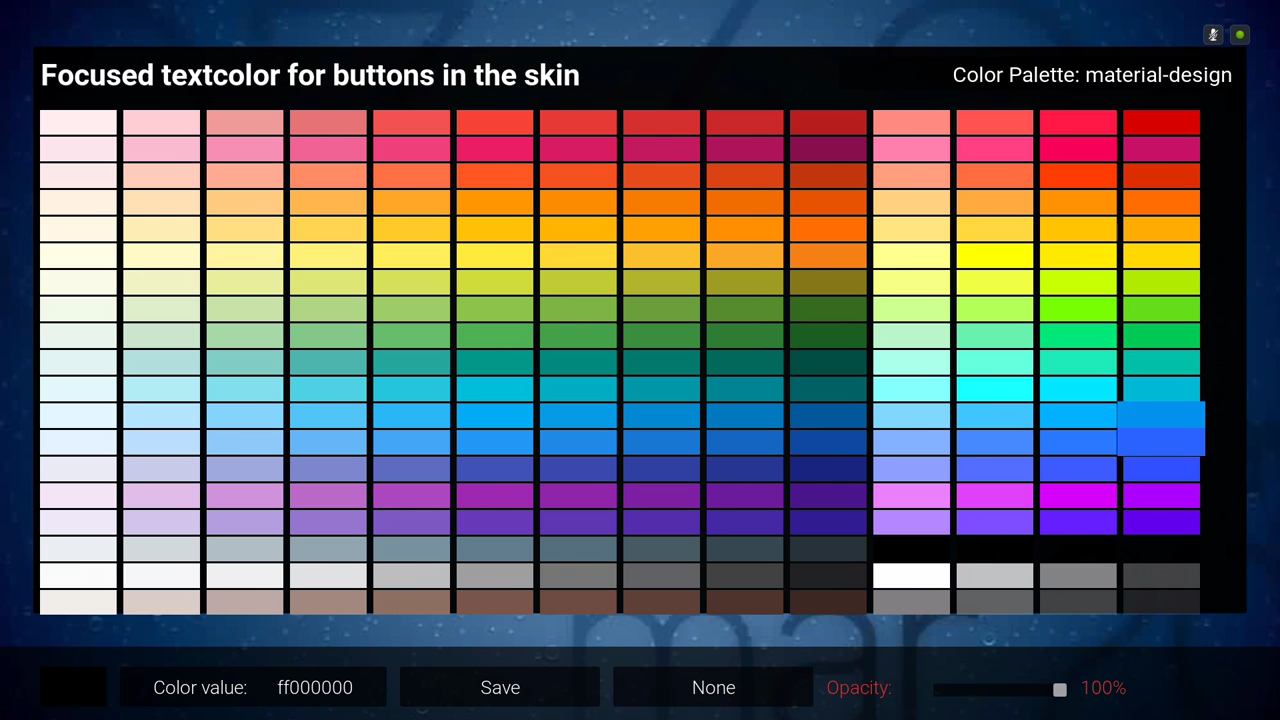 Focused textcolor for buttons in the skin
Color Palette: material-design
Color value: ff000000
Save
None
Opacity:
100%